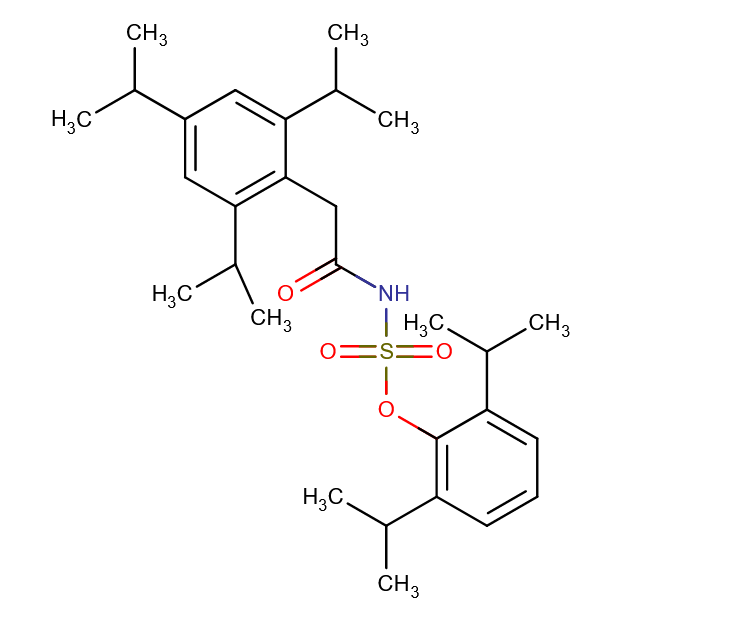 CH3 CH3
H3C CH3
H3C O NH
CH3 H3C CH3
O S O
O
H3C
CH3